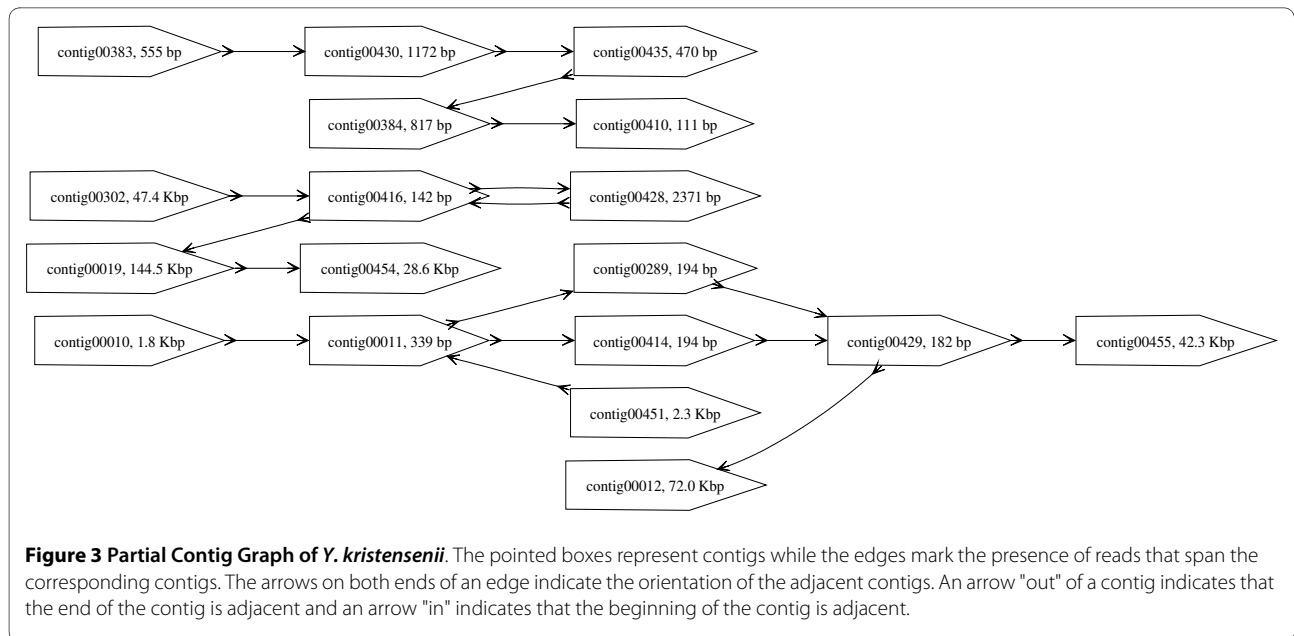 contig00383, 555 bp
contig00430, 1172 bp
contig00435, 470 bp
contig00384, 817 bp
contig00410, 111 bp
contig00302, 47.4 Kbp
contig00416, 142 bp
contig00428, 2371 bp
contig00019, 144.5 Kbp
contig00454, 28.6 Kbp
contig00289, 194 bp
contig00010, 1.8 Kbp
contig00011, 339 bp
contig00414, 194 bp
contig00429, 182 bp
contig00455, 42.3 Kbp
contig00451, 2.3 Kbp
contig00012, 72.0 Kbp
Figure 3 Partial Contig Graph of Y. kristensenii. The pointed boxes represent contigs while the edges mark the presence of reads that span the
corresponding contigs. The arrows on both ends of an edge indicate the orientation of the adjacent contigs. An arrow "out" of a contig indicates that
the end of the contig is adjacent and an arrow "in" indicates that the beginning of the contig is adjacent.